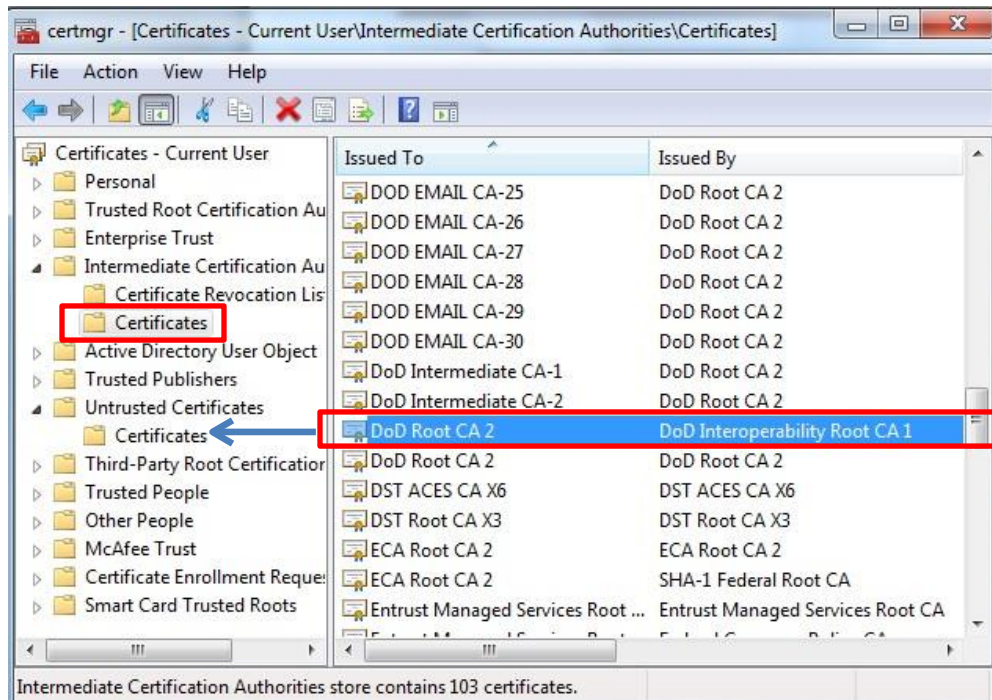 certmgr - [Certificates - Current User\Intermediate Certification Authorities\Certificates]
File Action View Help
Certificates - Current User
Personal
Trusted Root Certification Au
Enterprise Trust
Intermediate Certification Au
Certificate Revocation Lis
Certificates
Active Directory User Object
Trusted Publishers
Untrusted Certificates
Certificates
Third-Party Root Certification
Trusted People
Other People
McAfee Trust
Certificate Enrollment Reques
Smart Card Trusted Roots
Issued To Issued By
DOD EMAIL CA-25 DoD Root CA 2
DOD EMAIL CA-26 DoD Root CA 2
DOD EMAIL CA-27 DoD Root CA 2
DOD EMAIL CA-28 DoD Root CA 2
DOD EMAIL CA-29 DoD Root CA 2
DOD EMAIL CA-30 DoD Root CA 2
DoD Intermediate CA-1 DoD Root CA 2
DoD Intermediate CA-2 DoD Root CA 2
DoD Root CA 2 DoD Interoperability Root CA 1
DoD Root CA 2 DoD Root CA 2
DST ACES CA X6 DST ACES CA X6
DST Root CA X3 DST Root CA X3
ECA Root CA 2 ECA Root CA 2
ECA Root CA 2 SHA-1 Federal Root CA
Entrust Managed Services Root ... Entrust Managed Services Root CA
Intermediate Certification Authorities store contains 103 certificates.